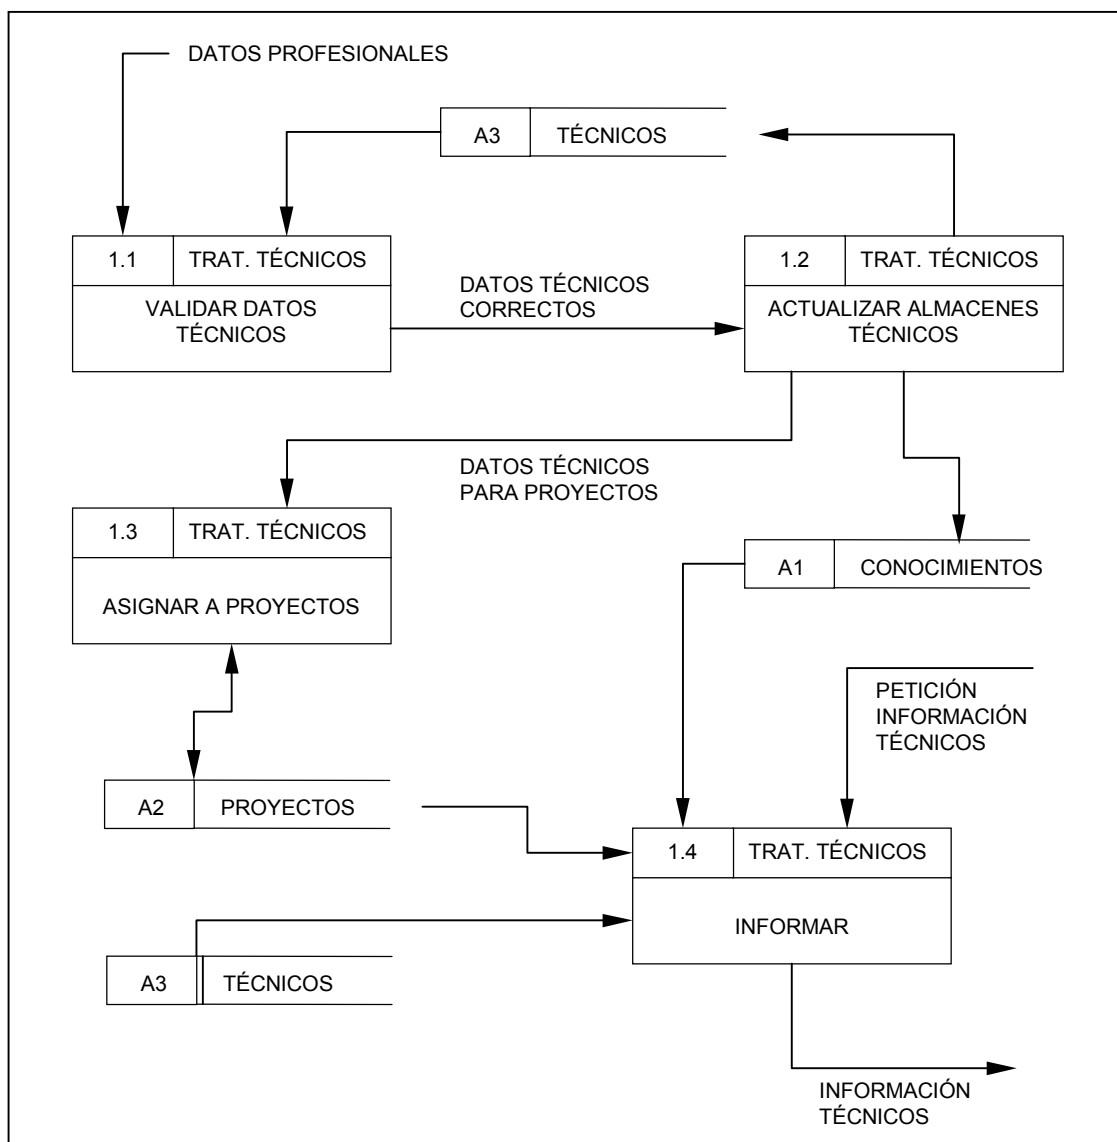 DATOS PROFESIONALES
A3 TÉCNICOS
1.1 TRAT. TÉCNICOS
VALIDAR DATOS
TÉCNICOS
DATOS TÉCNICOS
CORRECTOS
1.2 TRAT. TÉCNICOS
ACTUALIZAR ALMACENES
TÉCNICOS
DATOS TÉCNICOS
PARA PROYECTOS
1.3 TRAT. TÉCNICOS
ASIGNAR A PROYECTOS
A1 CONOCIMIENTOS
PETICIÓN
INFORMACIÓN
TÉCNICOS
A2 PROYECTOS
1.4 TRAT. TÉCNICOS
INFORMAR
A3 TÉCNICOS
INFORMACIÓN
TÉCNICOS